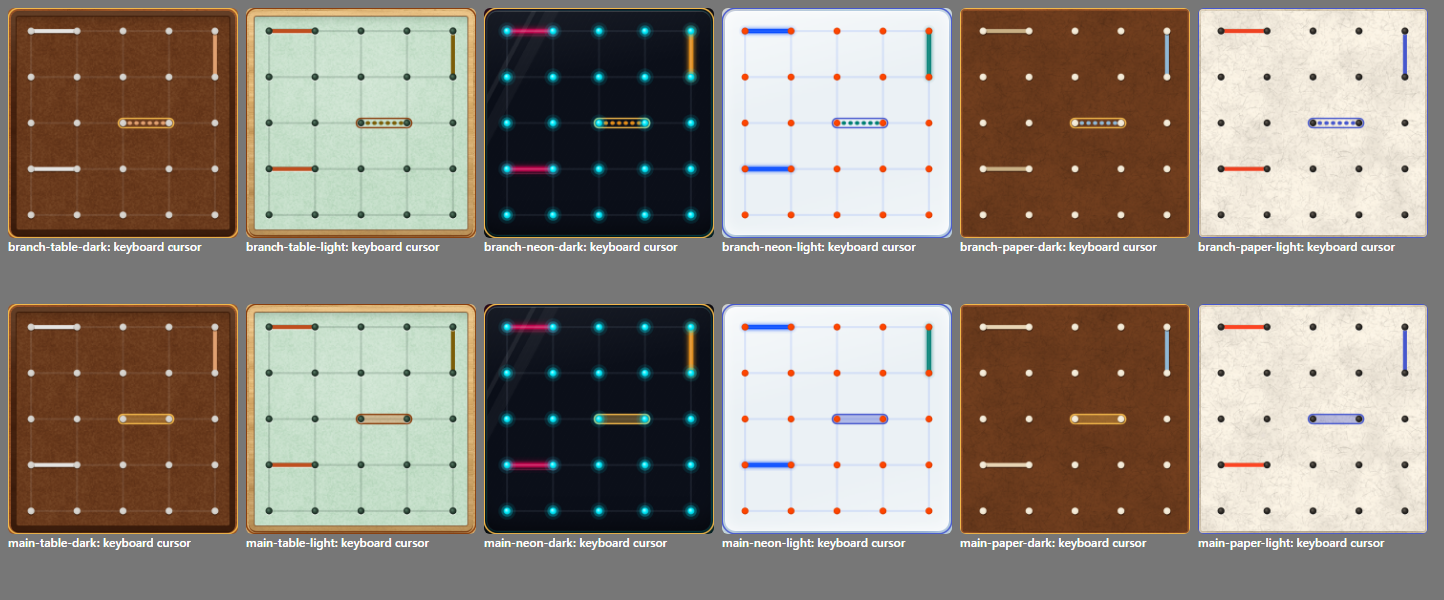 branch-table-dark: keyboard cursor
branch-table-light: keyboard cursor
branch-neon-dark: keyboard cursor
branch-neon-light: keyboard cursor
branch-paper-dark: keyboard cursor
branch-paper-light: keyboard cursor
main-table-dark: keyboard cursor
main-table-light: keyboard cursor
main-neon-dark: keyboard cursor
main-neon-light: keyboard cursor
main-paper-dark: keyboard cursor
main-paper-light: keyboard cursor